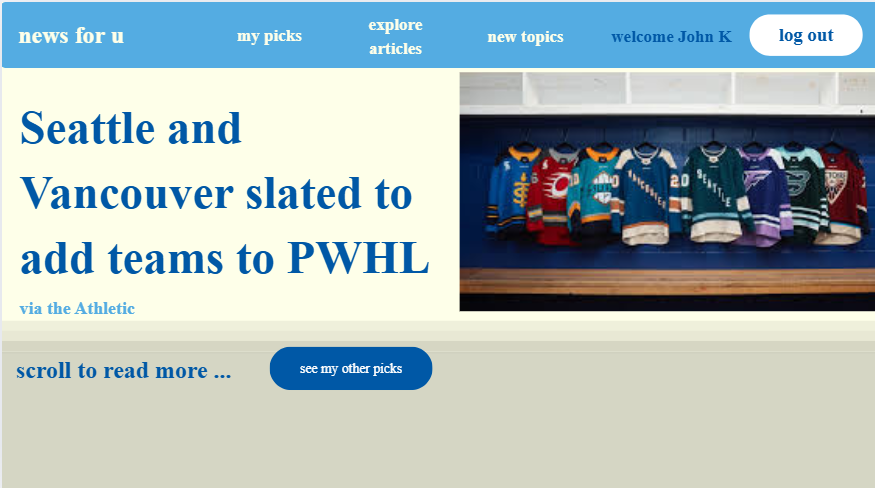 news for u
my picks
explore
articles
new topics
welcome John K
log out
Seattle and
Vancouver slated to
add teams to PWHL
via the Athletic
VANCOUVER
SEATTLE
scroll to read more ...
see my other picks